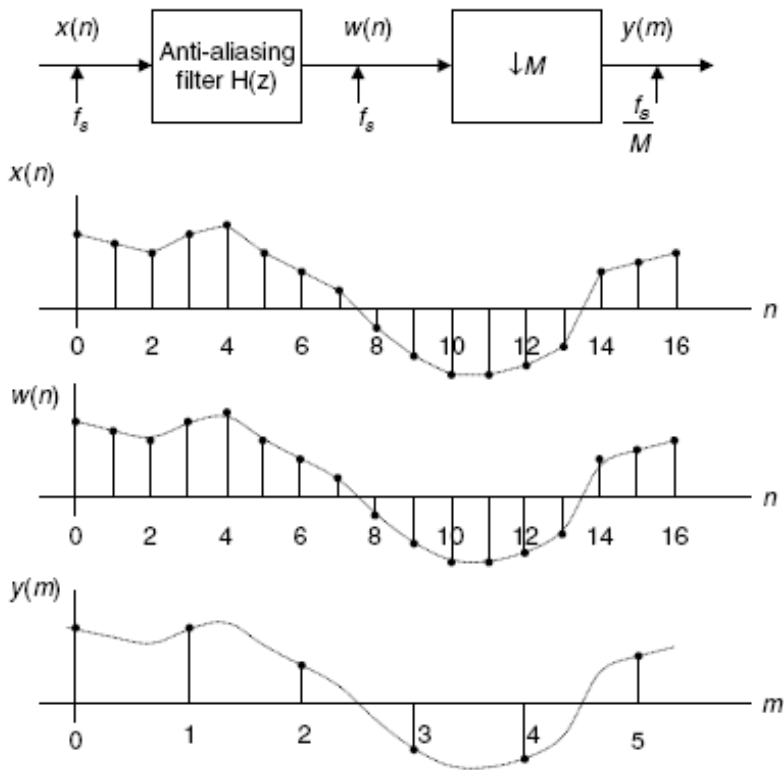 x(n) w(n) y(m)
Anti-aliasing
filter H(z)
↓M
f_s f_s f_s
M
x(n)
n
0 2 4 6 8 10 12 14 16
w(n)
n
0 2 4 6 8 10 12 14 16
y(m)
m
0 1 2 3 4 5